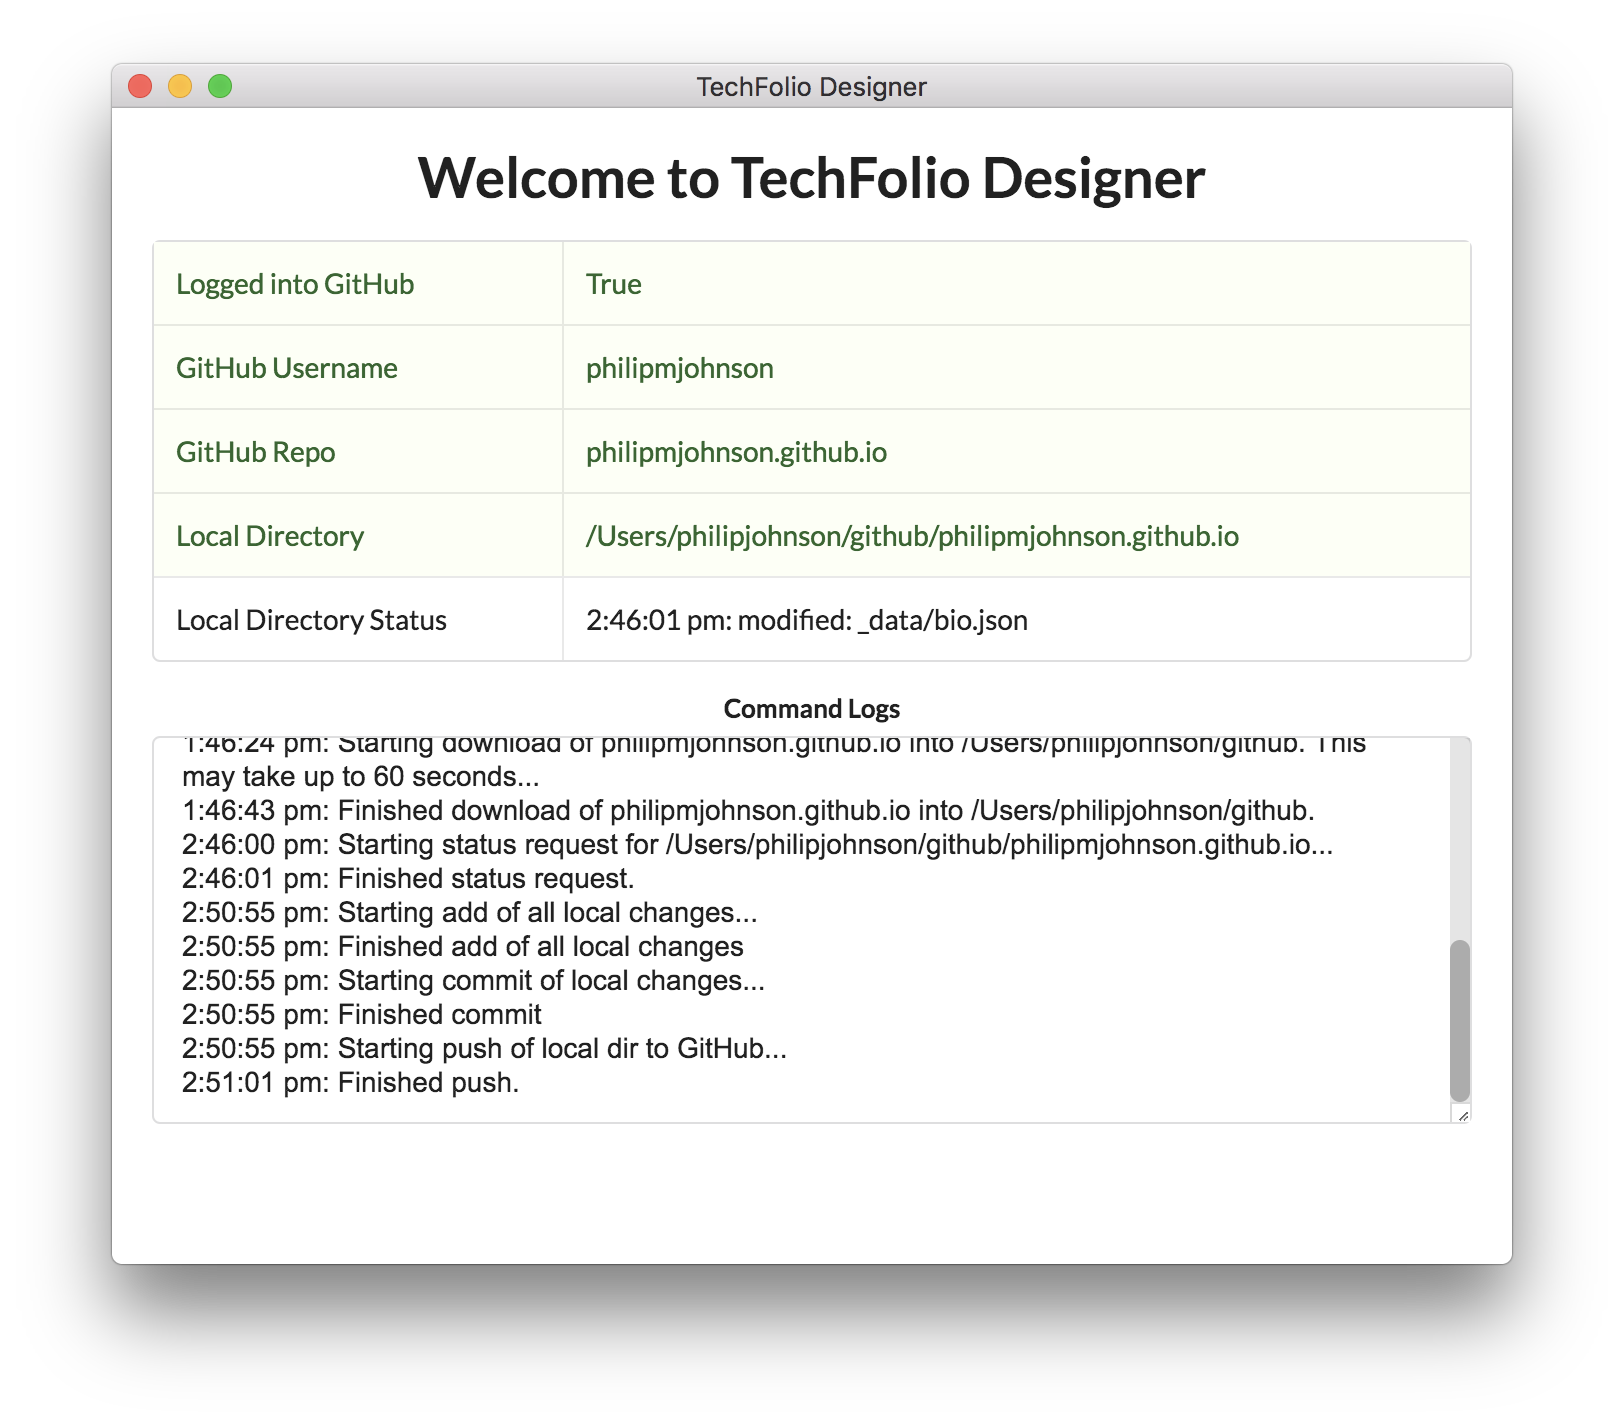 TechFolio Designer
Welcome to TechFolio Designer
Logged into GitHub True
GitHub Username philipmjohnson
GitHub Repo philipmjohnson.github.io
Local Directory /Users/philipjohnson/github/philipmjohnson.github.io
Local Directory Status 2:46:01 pm: modified: _data/bio.json
Command Logs
1:46:24 pm: Starting download of philipmjohnson.github.io into /Users/philipjohnson/github. This
may take up to 60 seconds...
1:46:43 pm: Finished download of philipmjohnson.github.io into /Users/philipjohnson/github.
2:46:00 pm: Starting status request for /Users/philipjohnson/github/philipmjohnson.github.io...
2:46:01 pm: Finished status request.
2:50:55 pm: Starting add of all local changes...
2:50:55 pm: Finished add of all local changes
2:50:55 pm: Starting commit of local changes...
2:50:55 pm: Finished commit
2:50:55 pm: Starting push of local dir to GitHub...
2:51:01 pm: Finished push.